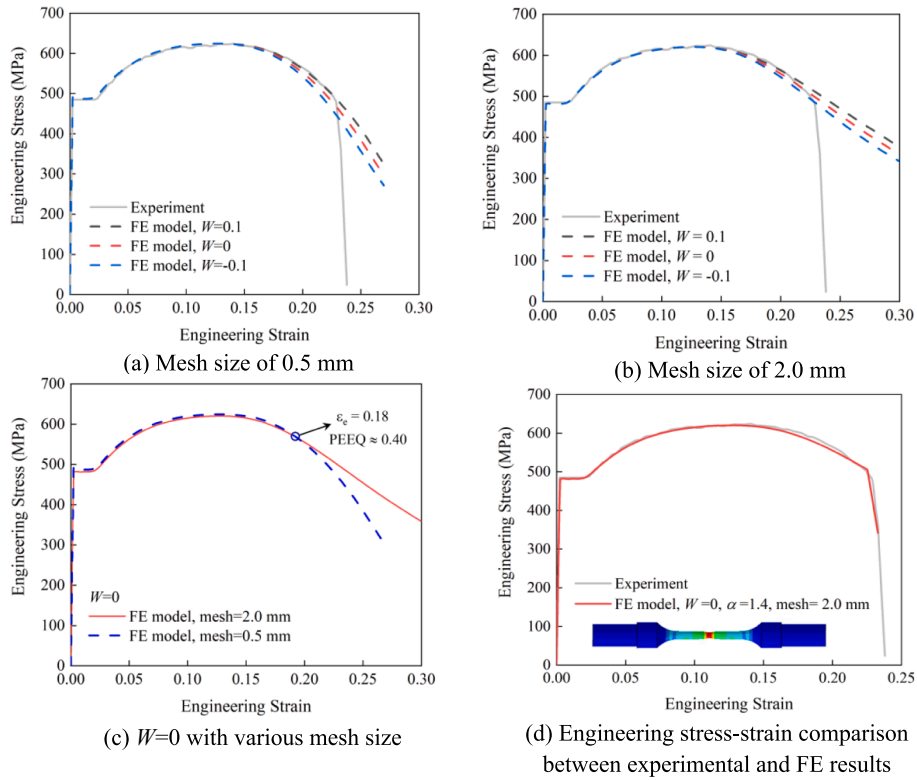 700
600
500
400
300
200
100
0
Engineering Stress (MPa)
Experiment
FE model, W=0.1
FE model, W=0
FE model, W=-0.1
0.00 0.05 0.10 0.15 0.20 0.25 0.30
Engineering Strain
(a) Mesh size of 0.5 mm
700
600
500
400
300
200
100
0
Engineering Stress (MPa)
Experiment
FE model, W = 0.1
FE model, W = 0
FE model, W = -0.1
0.00 0.05 0.10 0.15 0.20 0.25 0.30
Engineering Strain
(b) Mesh size of 2.0 mm
700
600
500
400
300
200
100
0
Engineering Stress (MPa)
εe = 0.18
PEEQ ≈ 0.40
W=0
FE model, mesh=2.0 mm
FE model, mesh=0.5 mm
0.00 0.05 0.10 0.15 0.20 0.25 0.30
Engineering Strain
(c) W=0 with various mesh size
700
600
500
400
300
200
100
0
Engineering Stress (MPa)
Experiment
FE model, W=0, α=1.4, mesh= 2.0 mm
0.00 0.05 0.10 0.15 0.20 0.25
Engineering Strain
(d) Engineering stress-strain comparison
between experimental and FE results